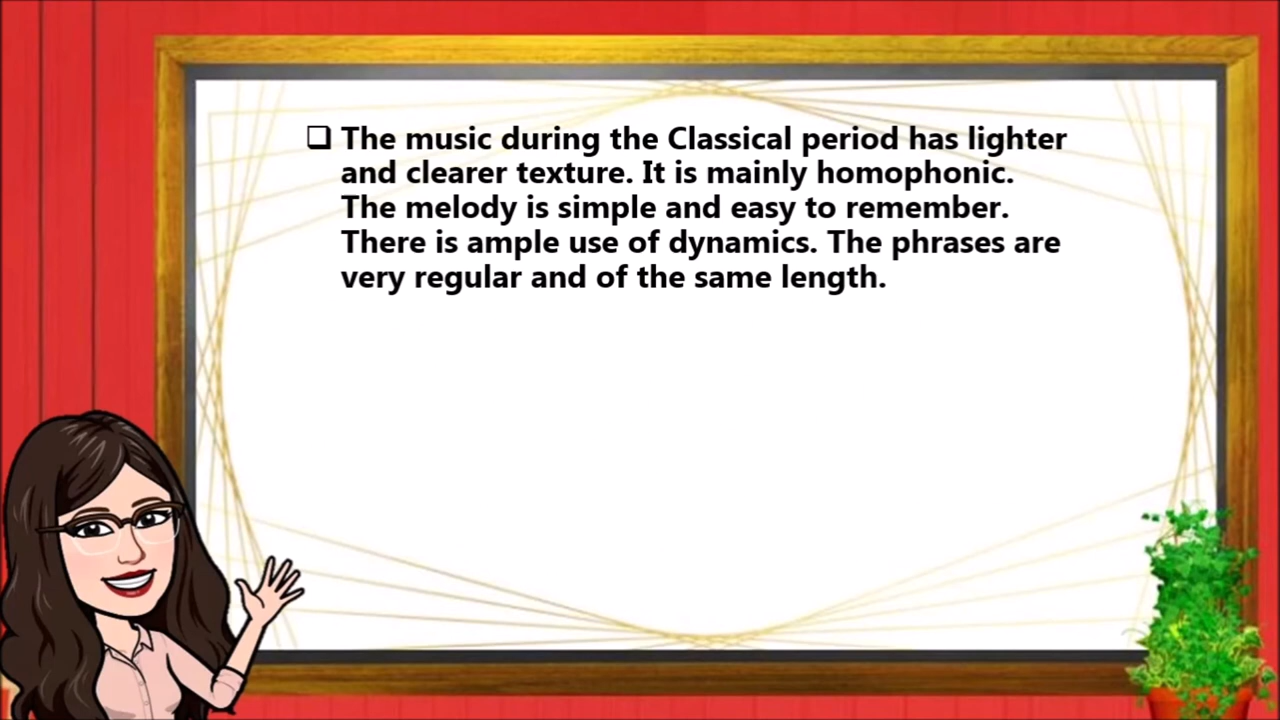 ❑ The music during the Classical period has lighter
and clearer texture. It is mainly homophonic.
The melody is simple and easy to remember.
There is ample use of dynamics. The phrases are
very regular and of the same length.